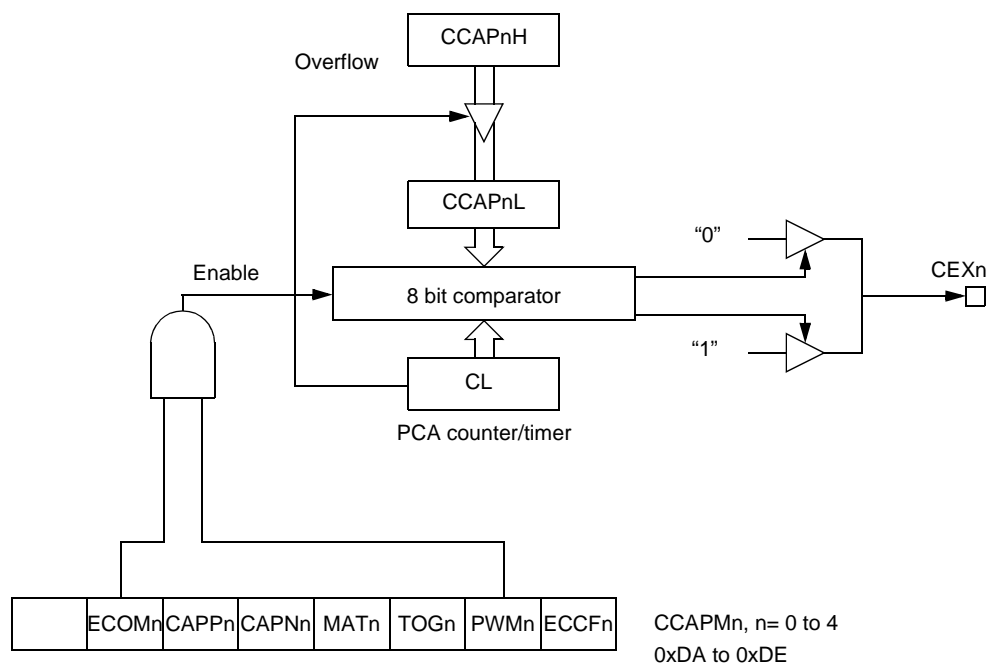 CCAPnH
Overflow
CCAPnL
“0”
Enable
CEXn
8 bit comparator
“1”
CL
PCA counter/timer
ECOMn CAPPn CAPNn MATn TOGn PWMn ECCFn
CCAPMn, n= 0 to 4
0xDA to 0xDE